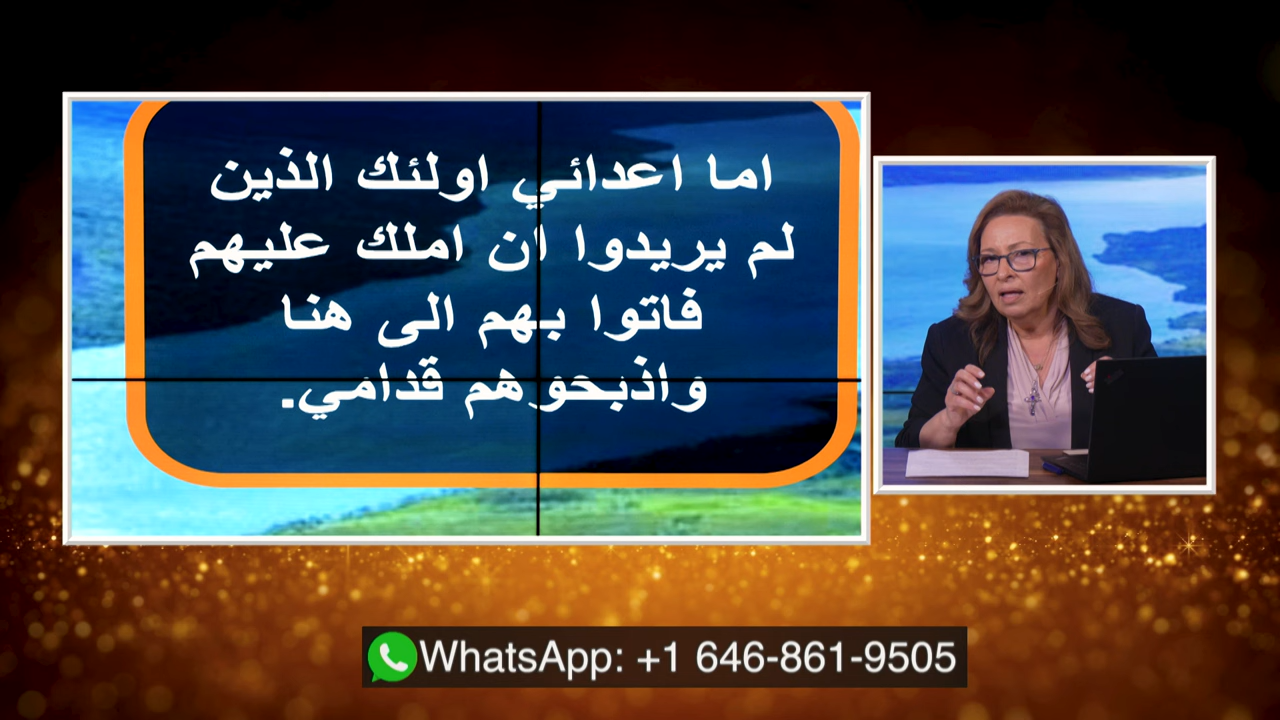 اما اعدائي اولئك الذين
لم يريدوا ان املك عليهم
فاتوا بهم الى هنا
واذبحوهم قدامي.
WhatsApp: +1 646-861-9505